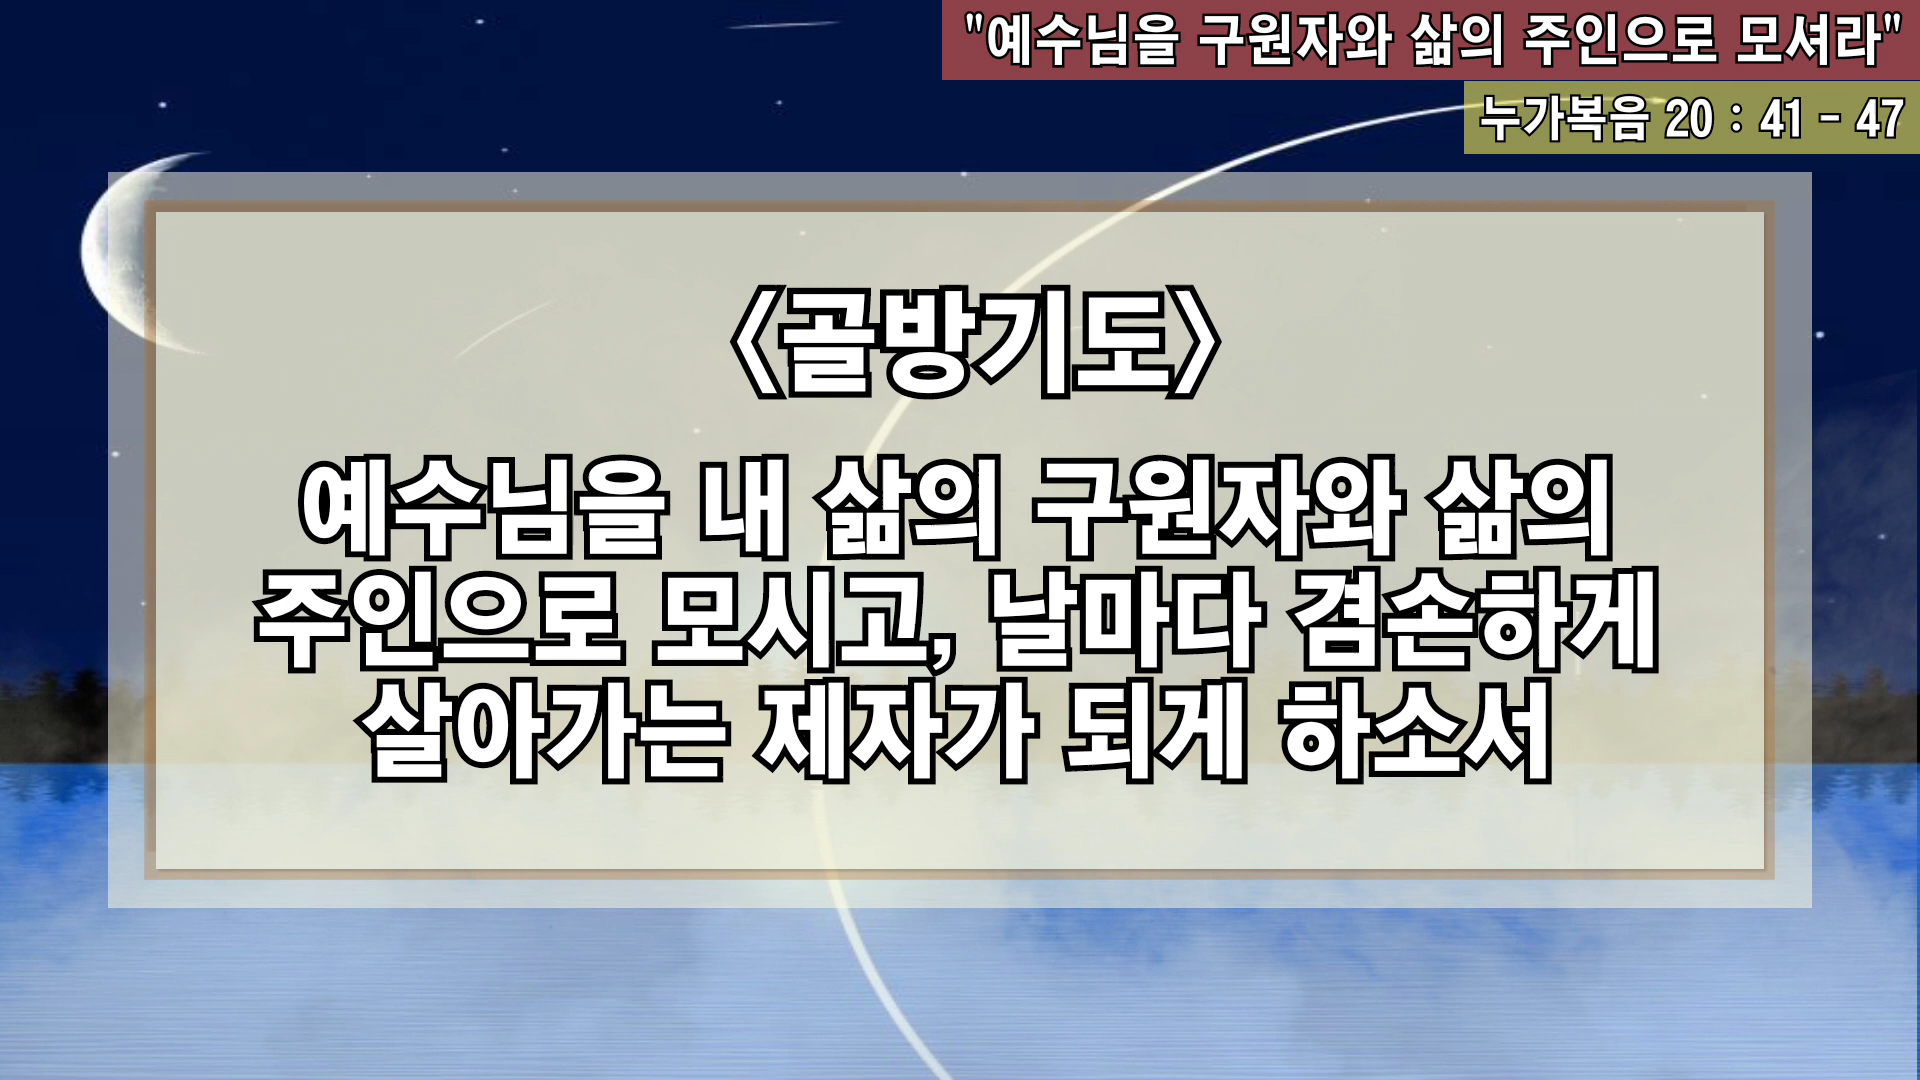 "예수님을 구원자와 삶의 주인으로 모셔라"
누가복음 20 : 41 - 47
〈골방기도〉
예수님을 내 삶의 구원자와 삶의
주인으로 모시고, 날마다 겸손하게
살아가는 제자가 되게 하소서